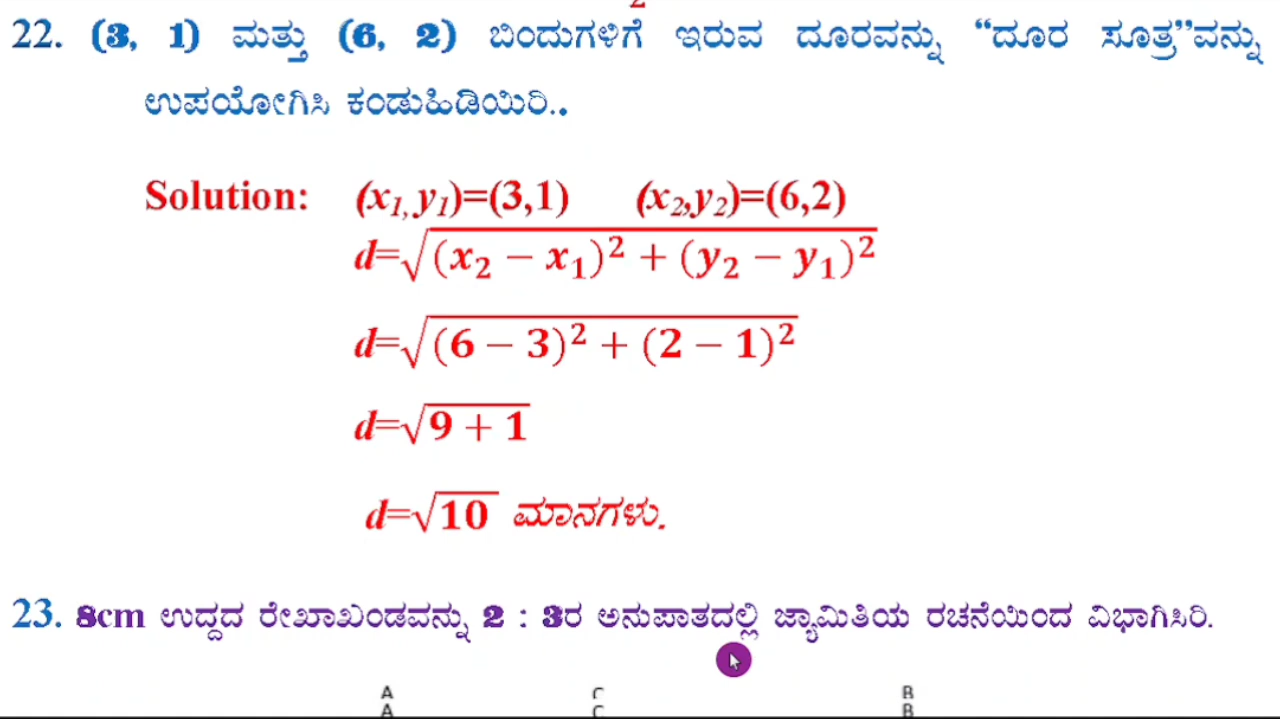 22. (3, 1) ಮತ್ತು (6, 2) ಬಿಂದುಗಳಿಗೆ ಇರುವ ದೂರವನ್ನು “ದೂರ ಸೂತ್ರ”ವನ್ನು
ಉಪಯೋಗಿಸಿ ಕಂಡುಹಿಡಿಯಿರಿ..
Solution: (x₁, y₁)=(3,1) (x₂,y₂)=(6,2)
d=√(x₂ − x₁)² + (y₂ − y₁)²
d=√(6 − 3)² + (2 − 1)²
d=√9 + 1
d=√10 ಮಾನಗಳು.
23. 8cm ಉದ್ದದ ರೇಖಾಖಂಡವನ್ನು 2 : 3ರ ಅನುಪಾತದಲ್ಲಿ ಜ್ಯಾಮಿತಿಯ ರಚನೆಯಿಂದ ವಿಭಾಗಿಸಿರಿ.
A C B
A C B